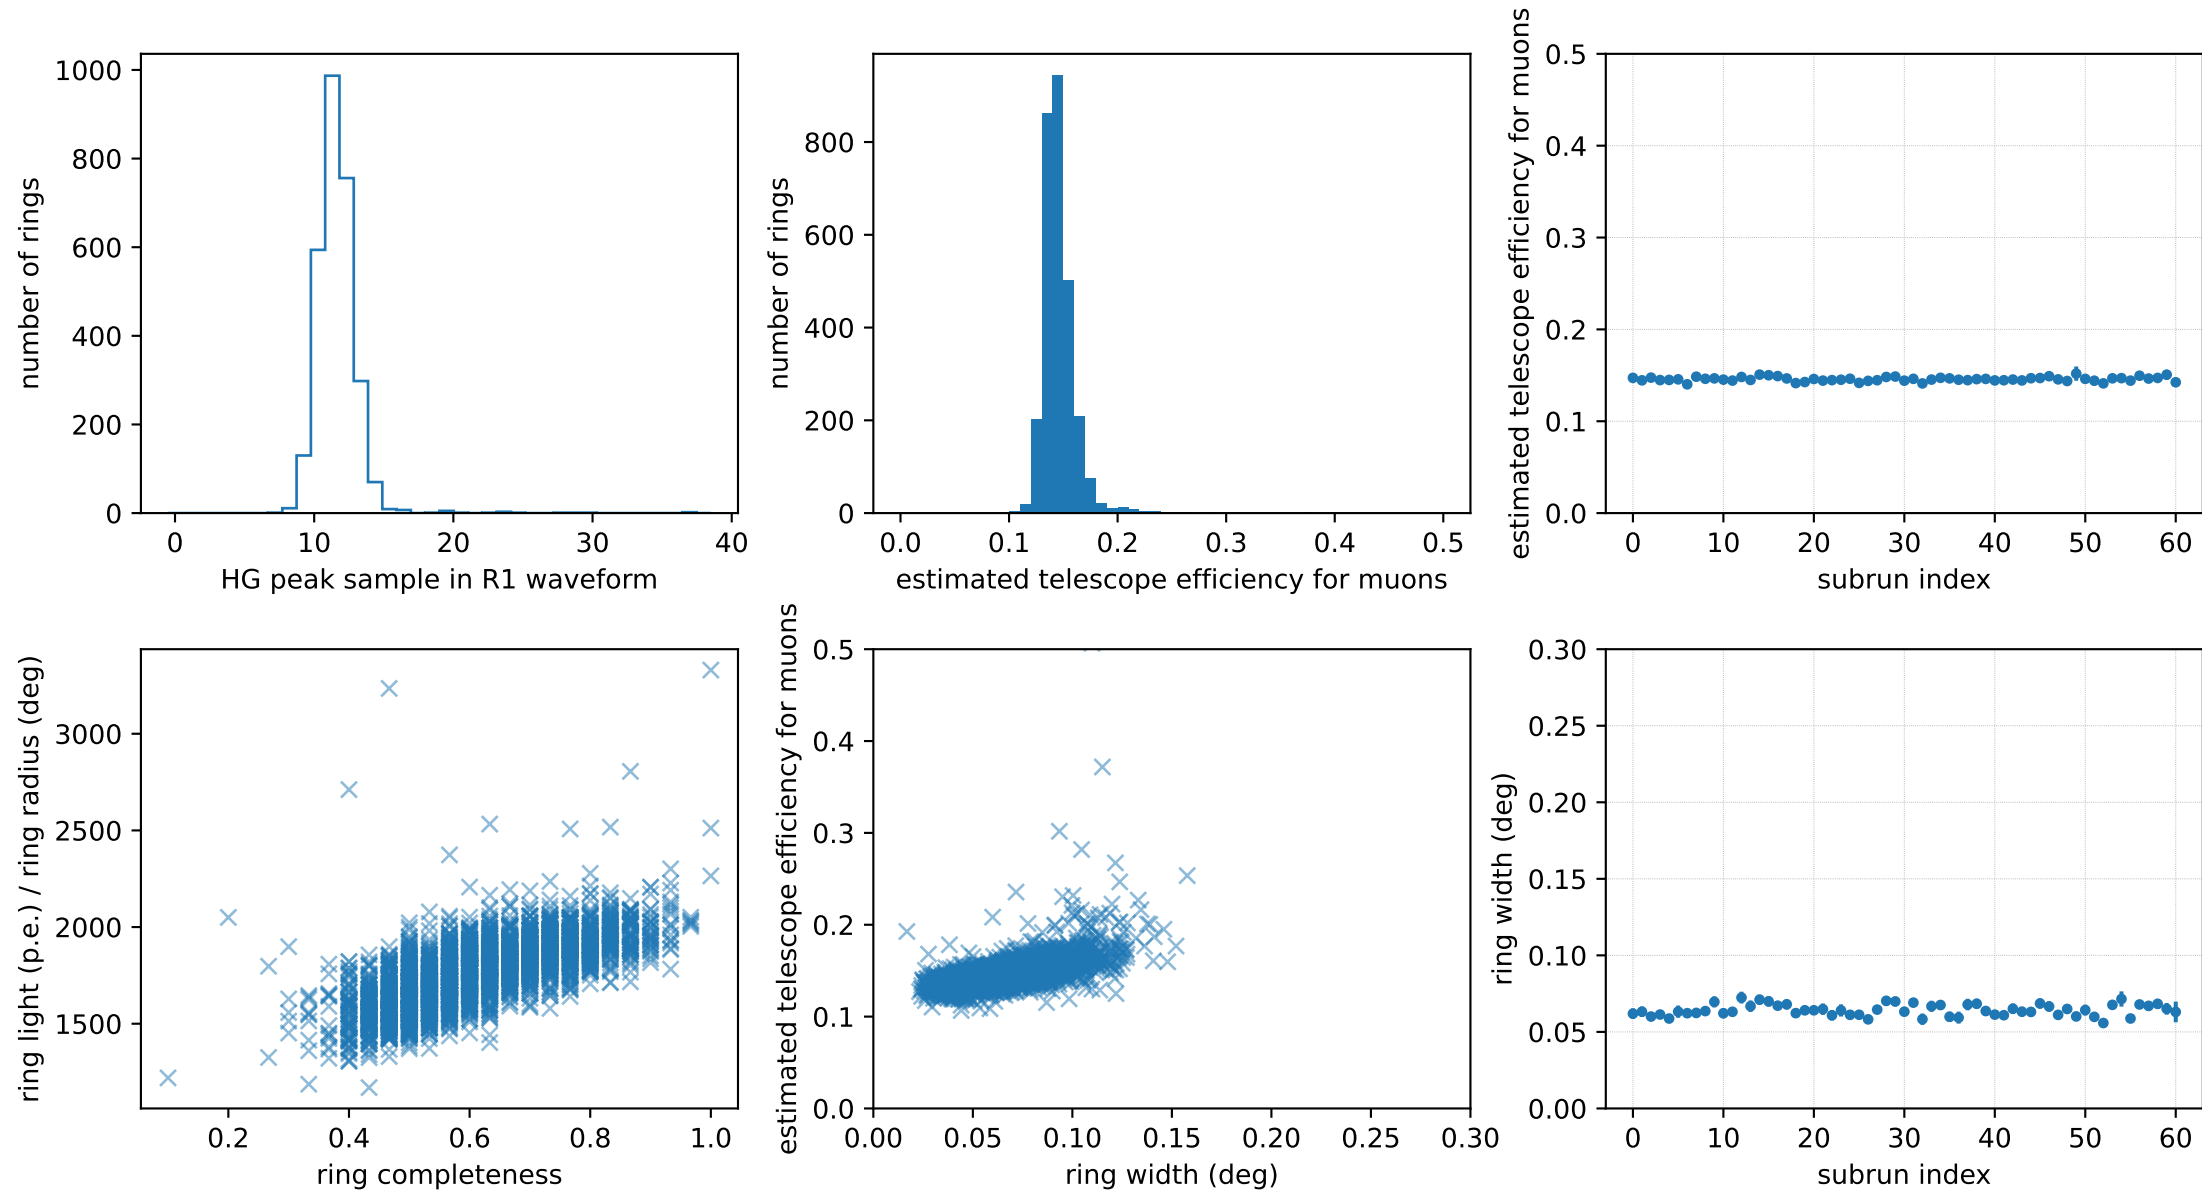 number of rings
1000
800
600
400
200
0
0 10 20 30 40
HG peak sample in R1 waveform
number of rings
800
600
400
200
0
0.0 0.1 0.2 0.3 0.4 0.5
estimated telescope efficiency for muons
estimated telescope efficiency for muons
0.5
0.4
0.3
0.2
0.1
0.0
0 10 20 30 40 50 60
subrun index
ring light (p.e.) / ring radius (deg)
3000
2500
2000
1500
0.2 0.4 0.6 0.8 1.0
ring completeness
estimated telescope efficiency for muons
0.5
0.4
0.3
0.2
0.1
0.0
0.00 0.05 0.10 0.15 0.20 0.25 0.30
ring width (deg)
ring width (deg)
0.30
0.25
0.20
0.15
0.10
0.05
0.00
0 10 20 30 40 50 60
subrun index